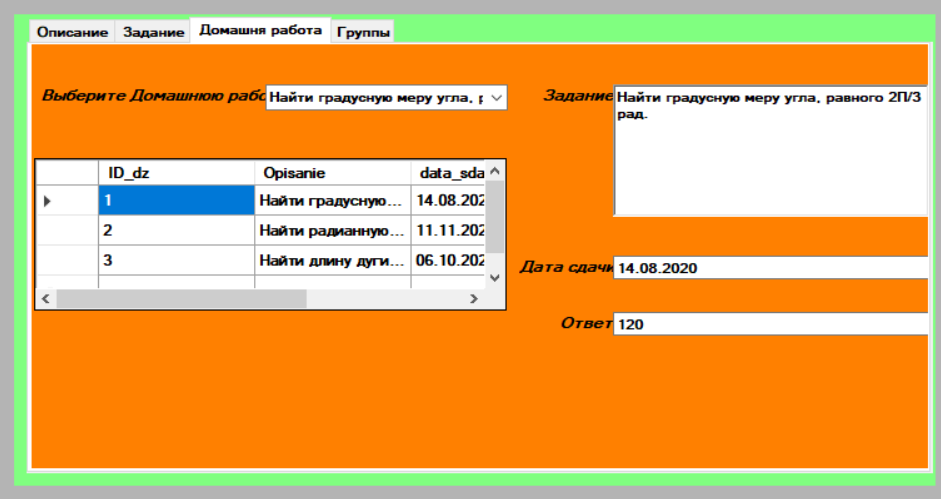 Описание Задание Домашня работа Группы
Выберите Домашнюю рабо Найти градусную меру угла, р
Задание Найти градусную меру угла, равного 2П/3
рад.
ID_dz Opisanie data_sda
1 Найти градусную... 14.08.202
2 Найти радианную... 11.11.202
3 Найти длину дуги... 06.10.202
Дата сдачи 14.08.2020
Ответ 120